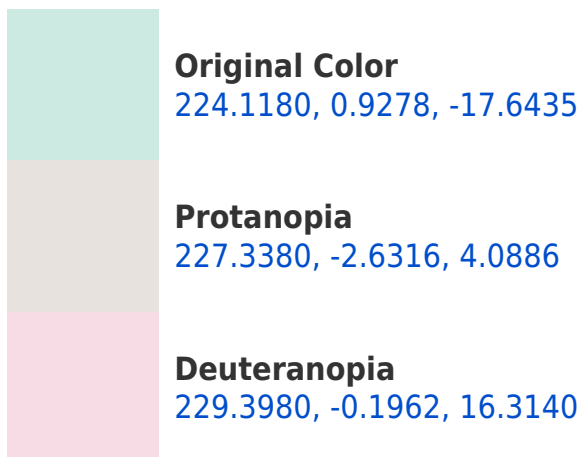 Original Color
224.1180, 0.9278, -17.6435
Protanopia
227.3380, -2.6316, 4.0886
Deuteranopia
229.3980, -0.1962, 16.3140